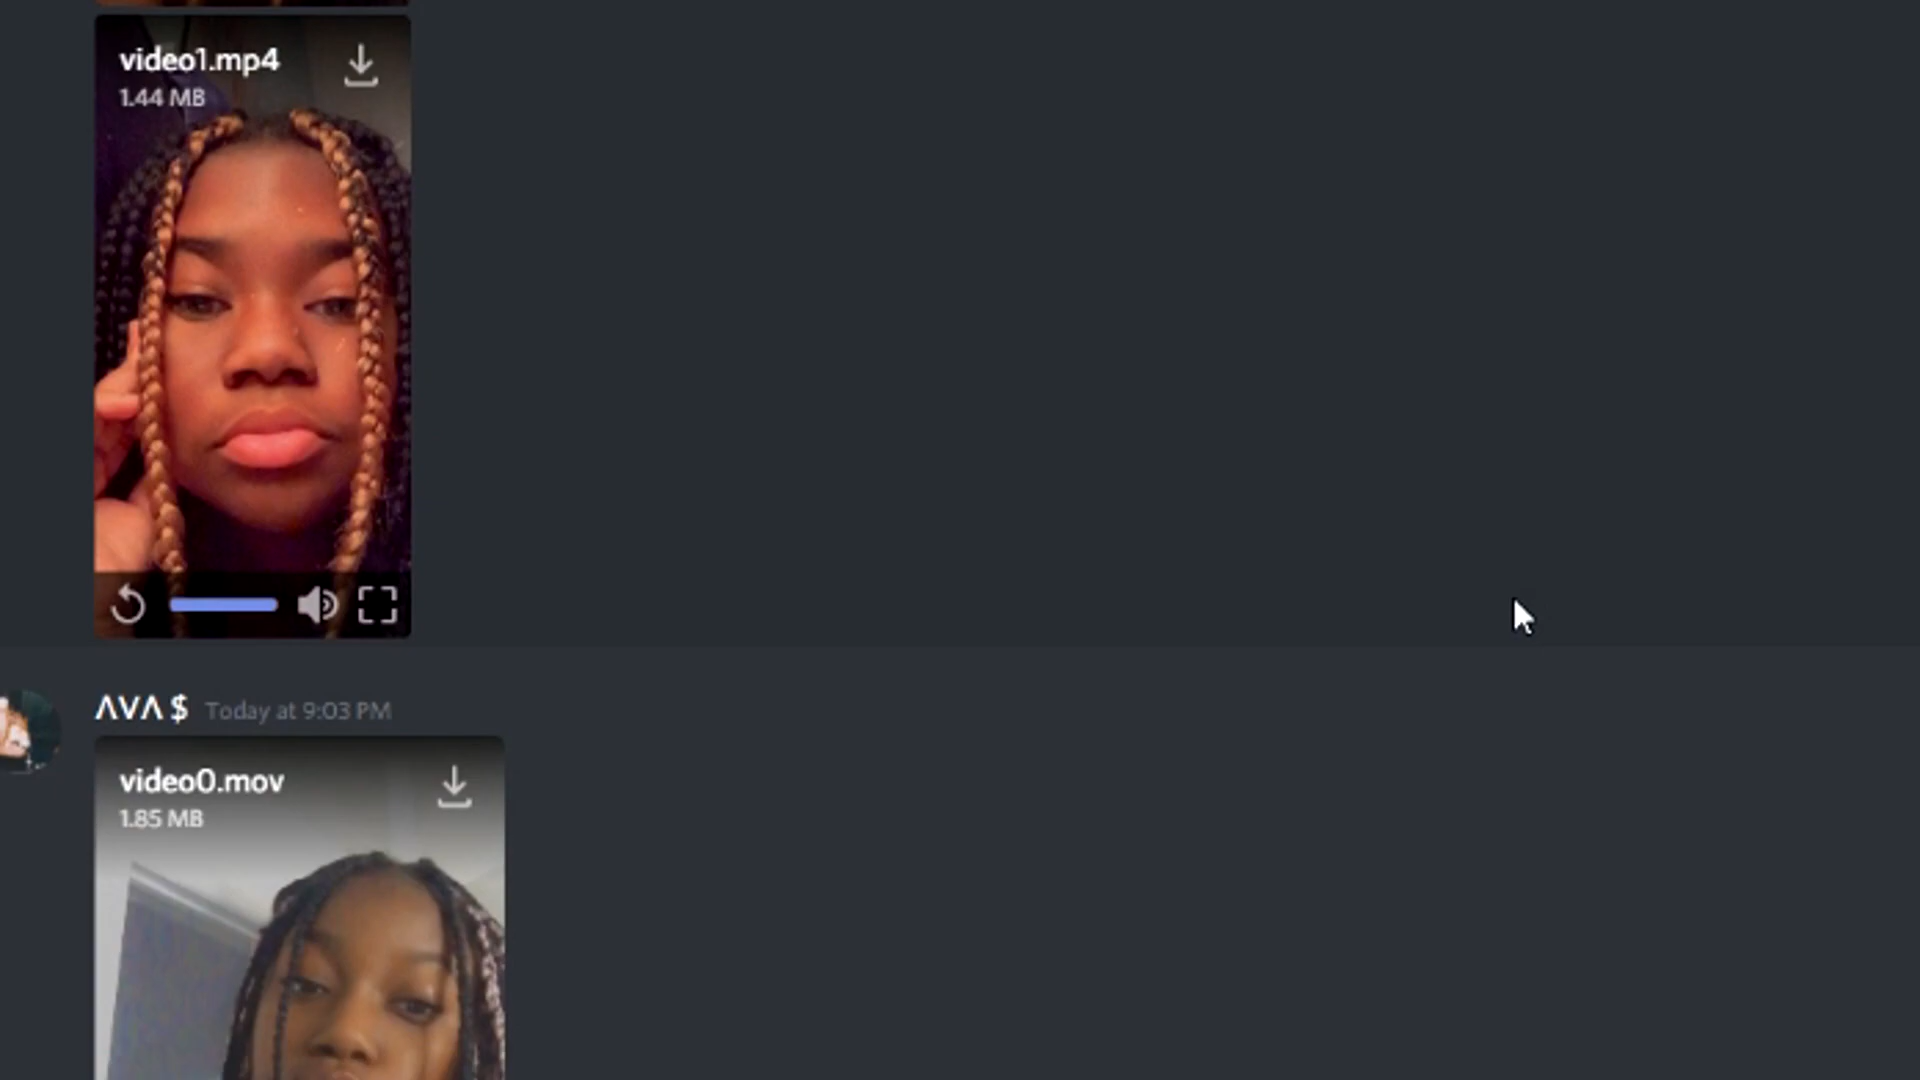 video1.mp4
1.44 MB
ΛVΛ $ Today at 9:03 PM
video0.mov
1.85 MB